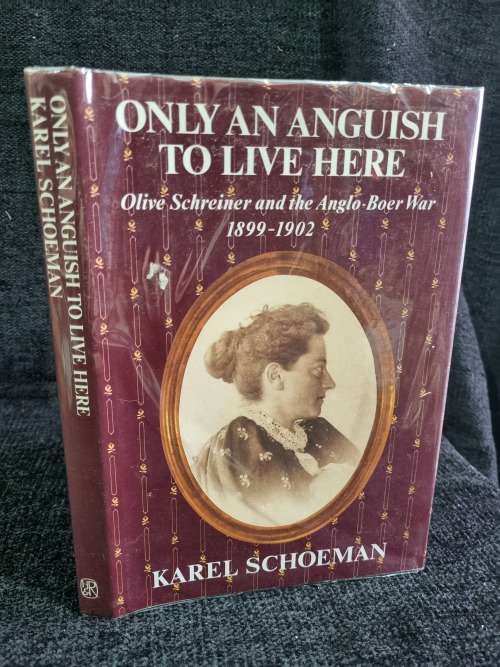 ONLY AN ANGUISH
TO LIVE HERE
Olive Schreiner and the Anglo-Boer War
1899-1902
KAREL SCHOEMAN
ONLY AN ANGUISH TO LIVE HERE
KAREL SCHOEMAN